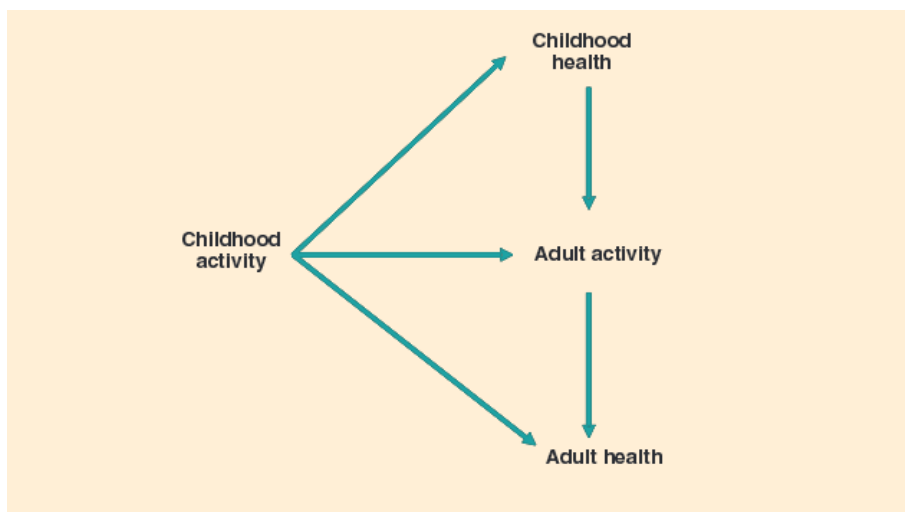 Childhood
health
Childhood
activity
Adult activity
Adult health